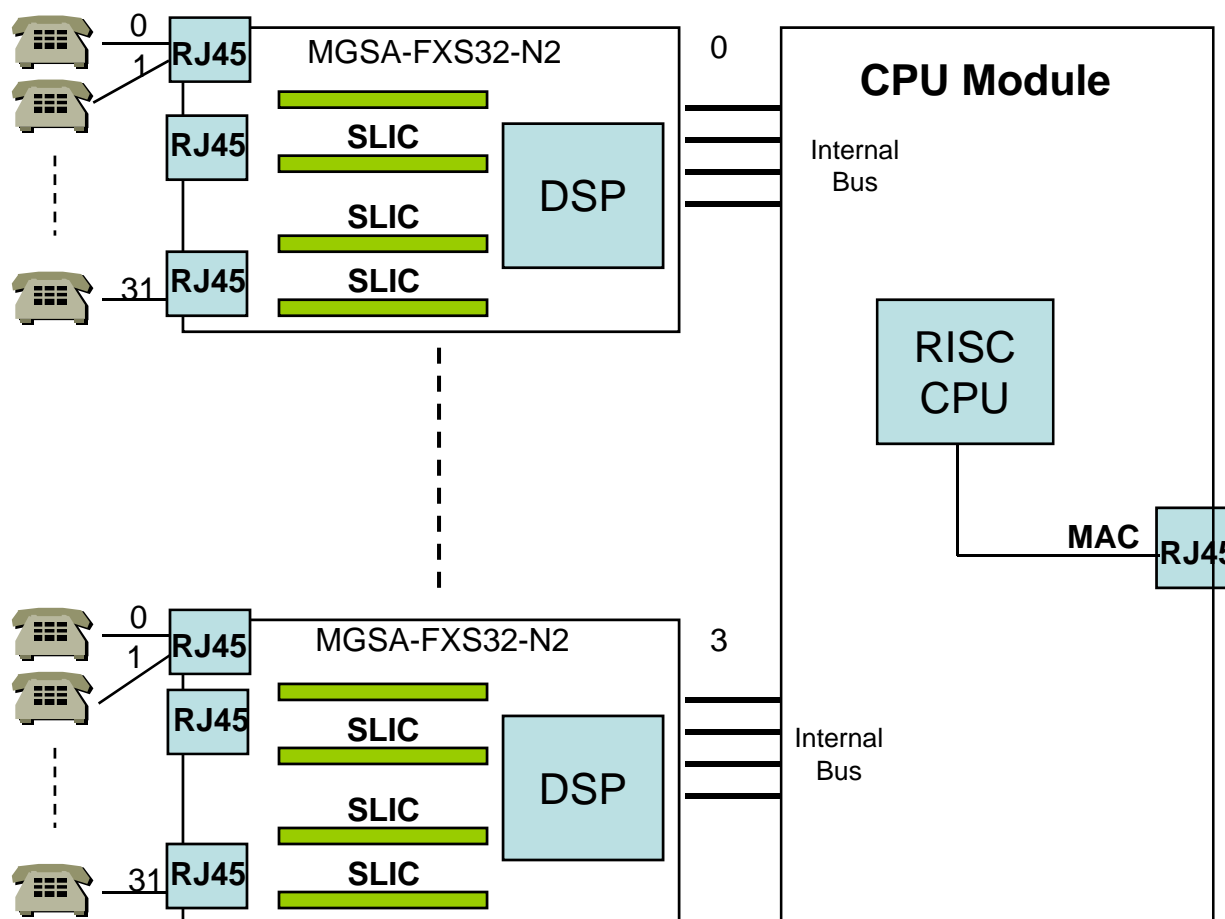 0
RJ45
MGSA-FXS32-N2
0
CPU Module
1
RJ45
SLIC
DSP
Internal
Bus
SLIC
RJ45
SLIC
31
RISC
CPU
MAC
RJ45
0
RJ45
MGSA-FXS32-N2
3
1
RJ45
SLIC
DSP
Internal
Bus
SLIC
RJ45
SLIC
31